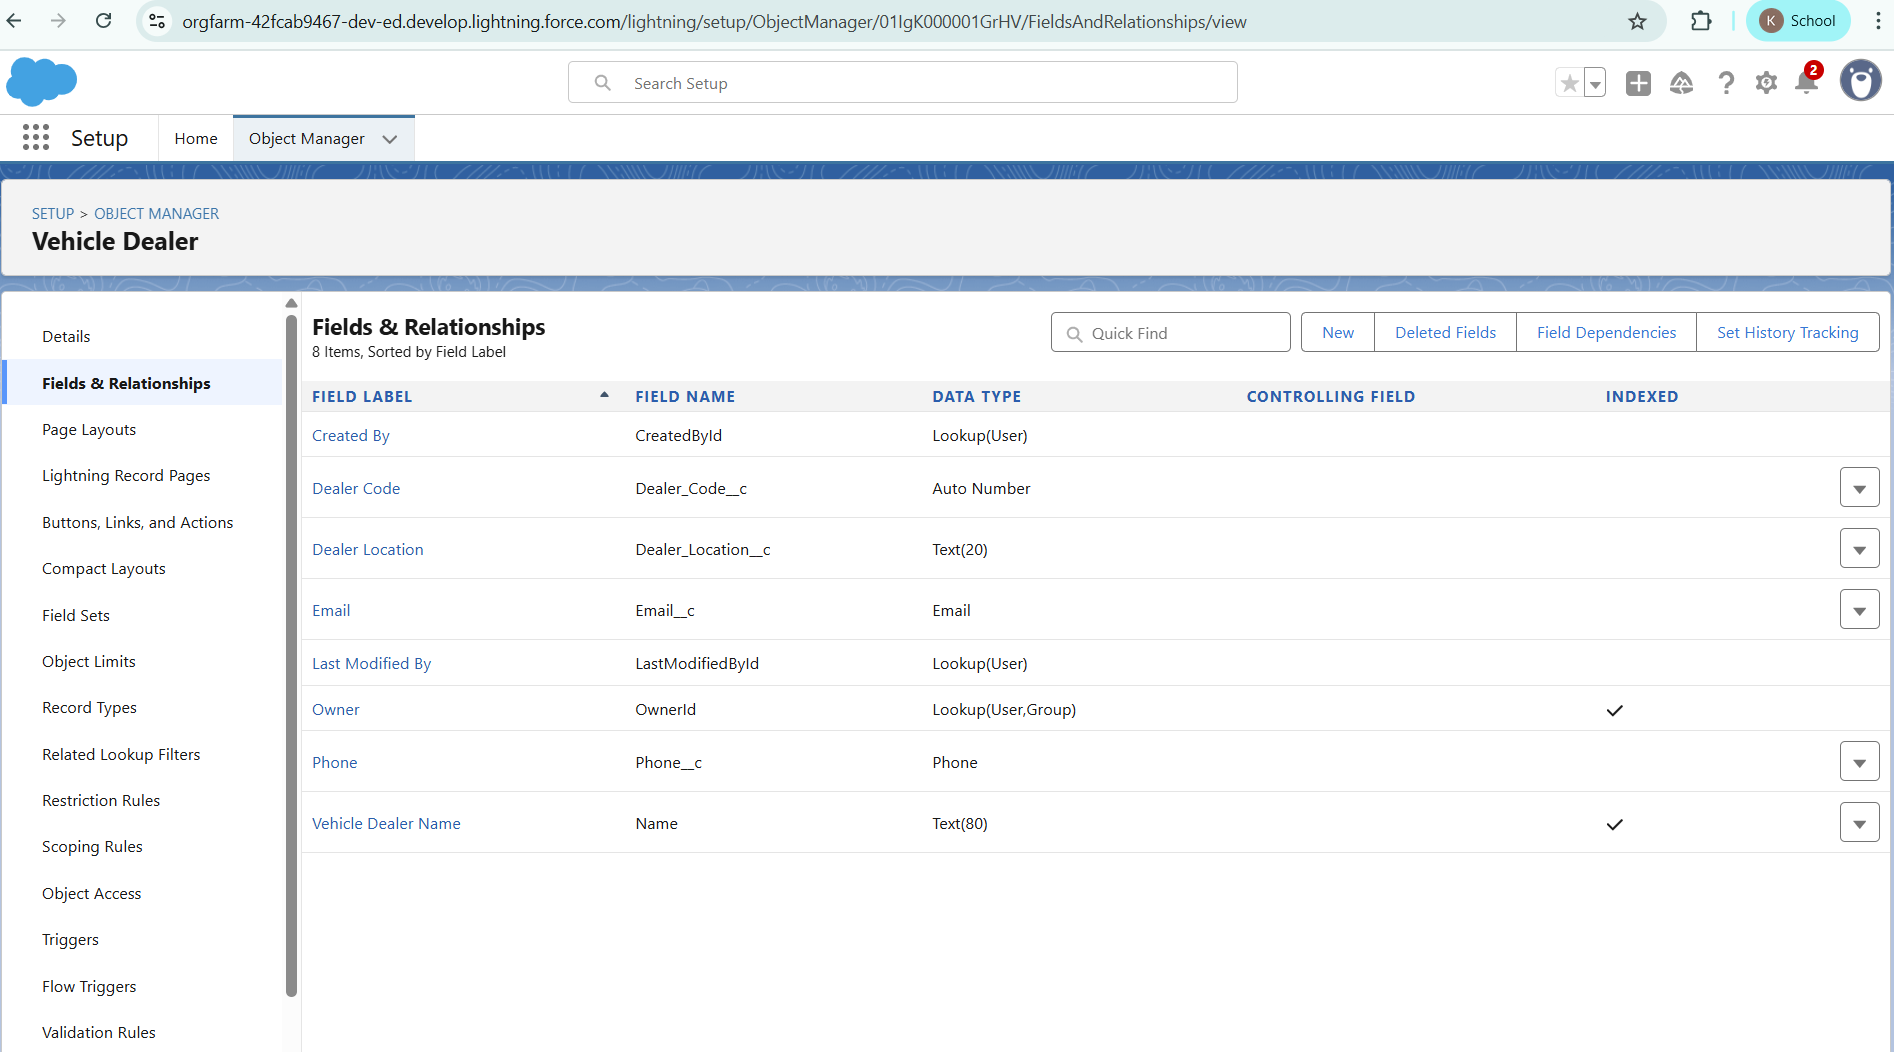 orgfarm-42fcab9467-dev-ed.develop.lightning.force.com/lightning/setup/ObjectManager/01IgK000001GrHV/FieldsAndRelationships/view
K School
Search Setup
2
Setup Home Object Manager
SETUP > OBJECT MANAGER
Vehicle Dealer
Details
Fields & Relationships
Page Layouts
Lightning Record Pages
Buttons, Links, and Actions
Compact Layouts
Field Sets
Object Limits
Record Types
Related Lookup Filters
Restriction Rules
Scoping Rules
Object Access
Triggers
Flow Triggers
Validation Rules
Fields & Relationships
8 Items, Sorted by Field Label
Quick Find New Deleted Fields Field Dependencies Set History Tracking
FIELD LABEL FIELD NAME DATA TYPE CONTROLLING FIELD INDEXED
Created By CreatedById Lookup(User)
Dealer Code Dealer_Code__c Auto Number
Dealer Location Dealer_Location__c Text(20)
Email Email__c Email
Last Modified By LastModifiedById Lookup(User)
Owner OwnerId Lookup(User,Group)
Phone Phone__c Phone
Vehicle Dealer Name Name Text(80)